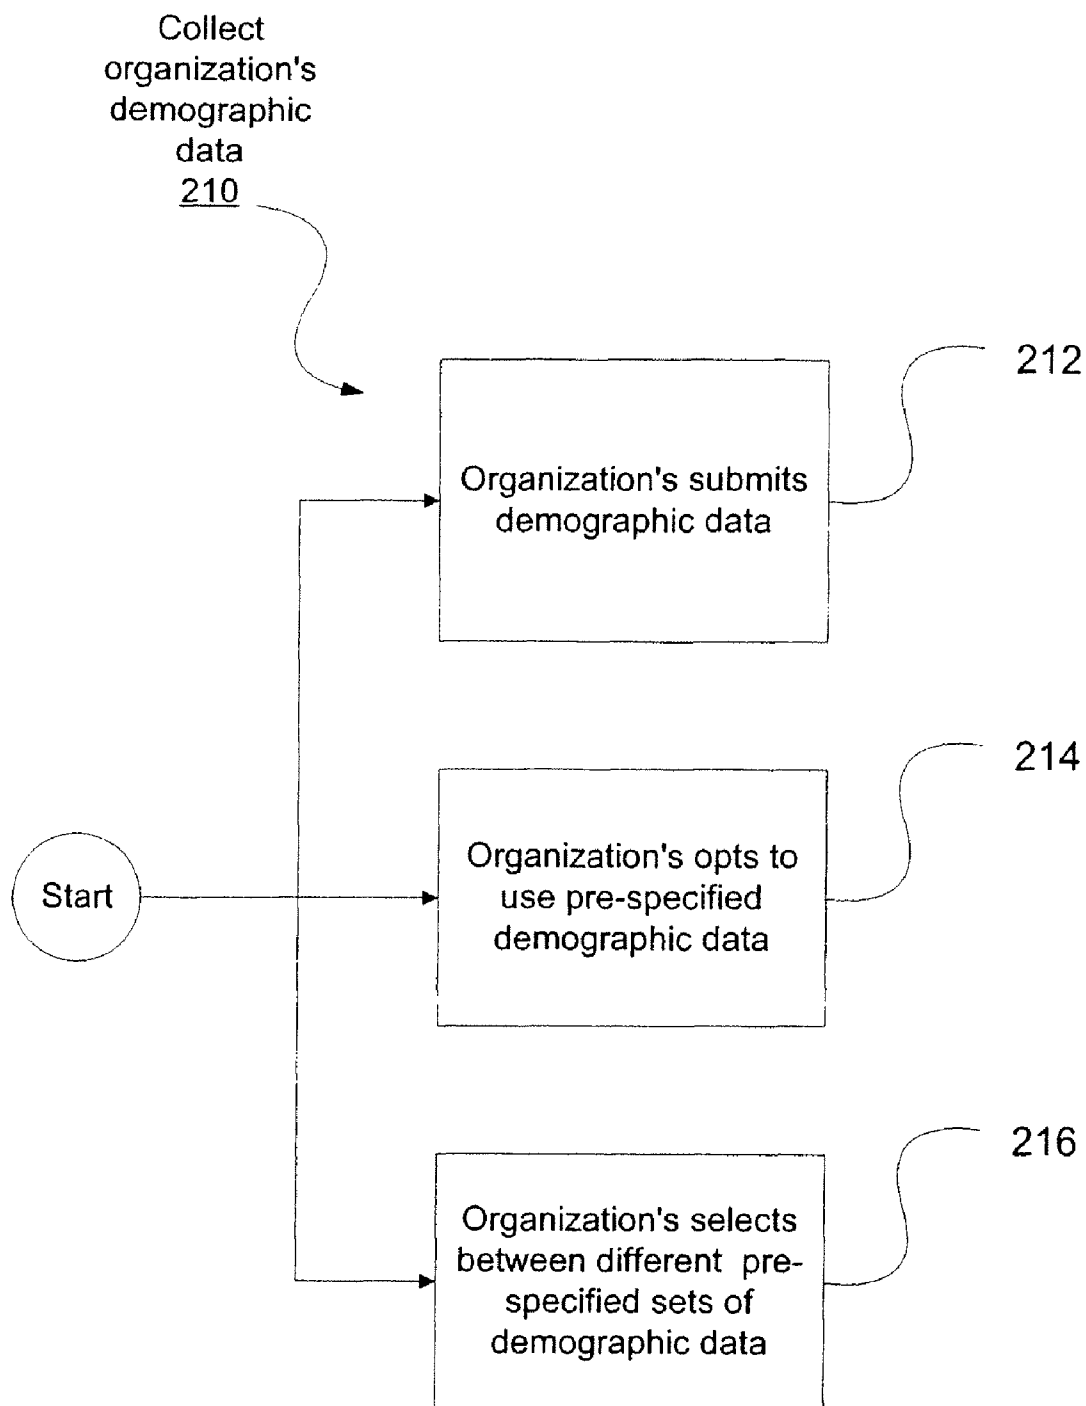 Collect
organization's
demographic
data
210
212
Organization's submits
demographic data
214
Organization's opts to
use pre-specified
demographic data
Start
216
Organization's selects
between different pre-
specified sets of
demographic data